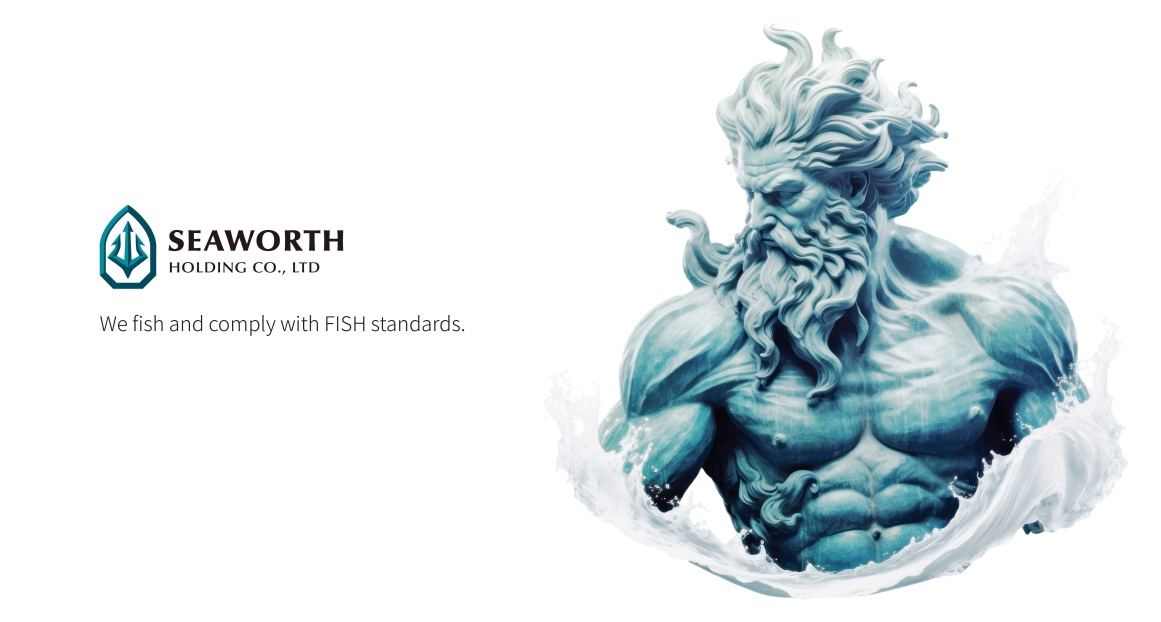 SEAWORTH
HOLDING CO., LTD
We fish and comply with FISH standards.